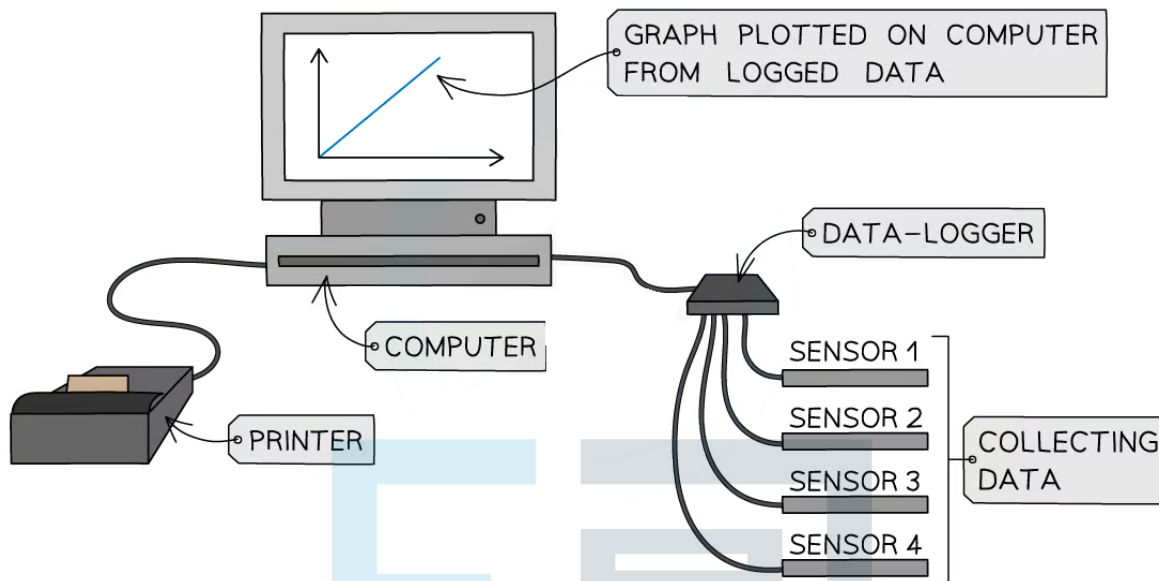 GRAPH PLOTTED ON COMPUTER
FROM LOGGED DATA
DATA-LOGGER
COMPUTER
SENSOR 1
SENSOR 2
PRINTER
COLLECTING
DATA
SENSOR 3
SENSOR 4